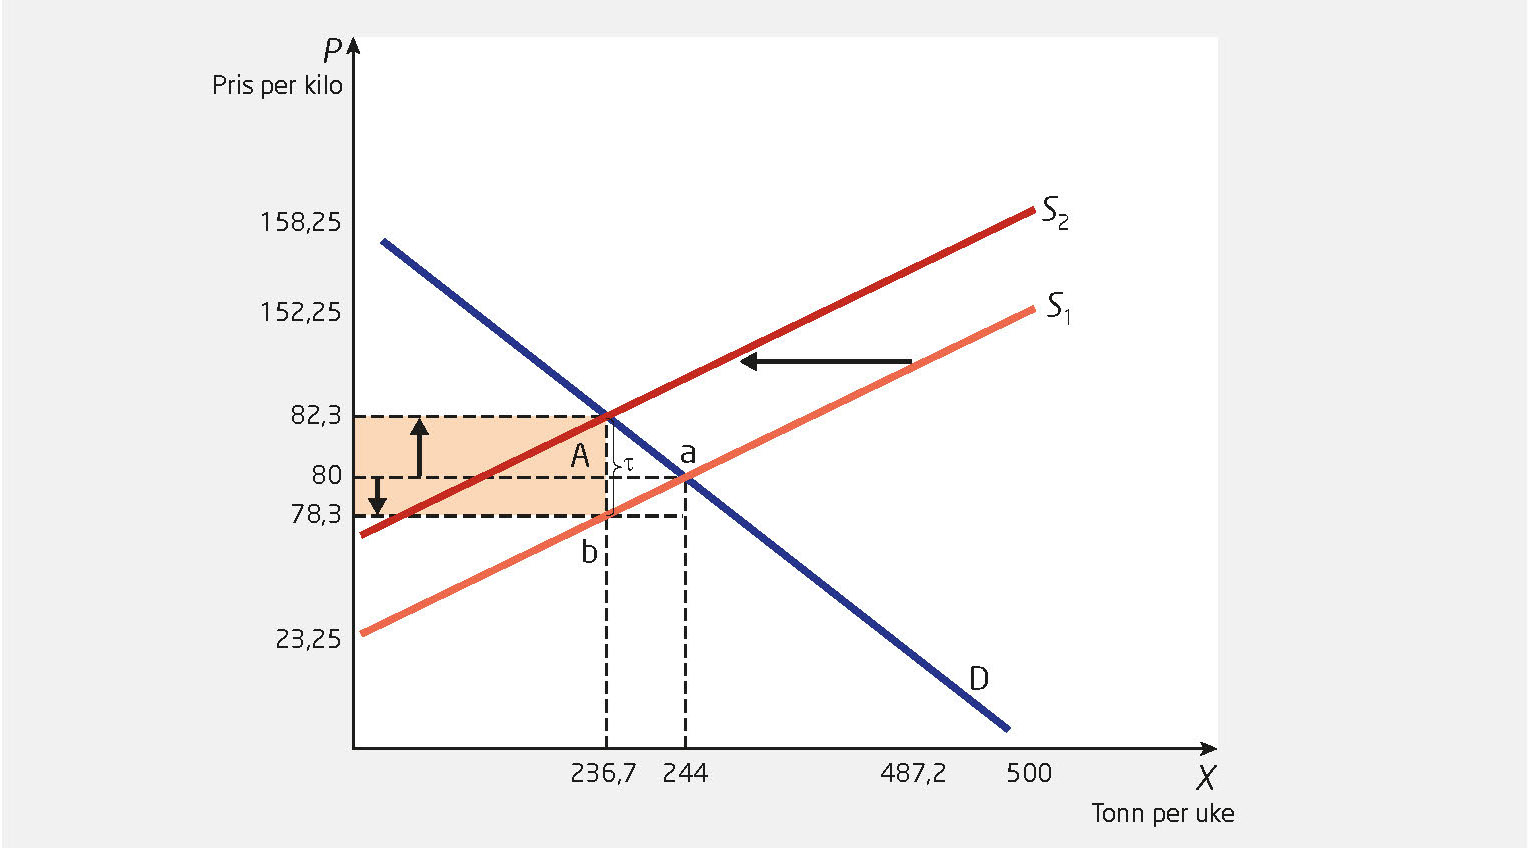 P
Pris per kilo
158,25
S2
152,25
S1
82,3
A
τ
a
80
78,3
b
23,25
D
236,7
244
487,2
500
X
Tonn per uke